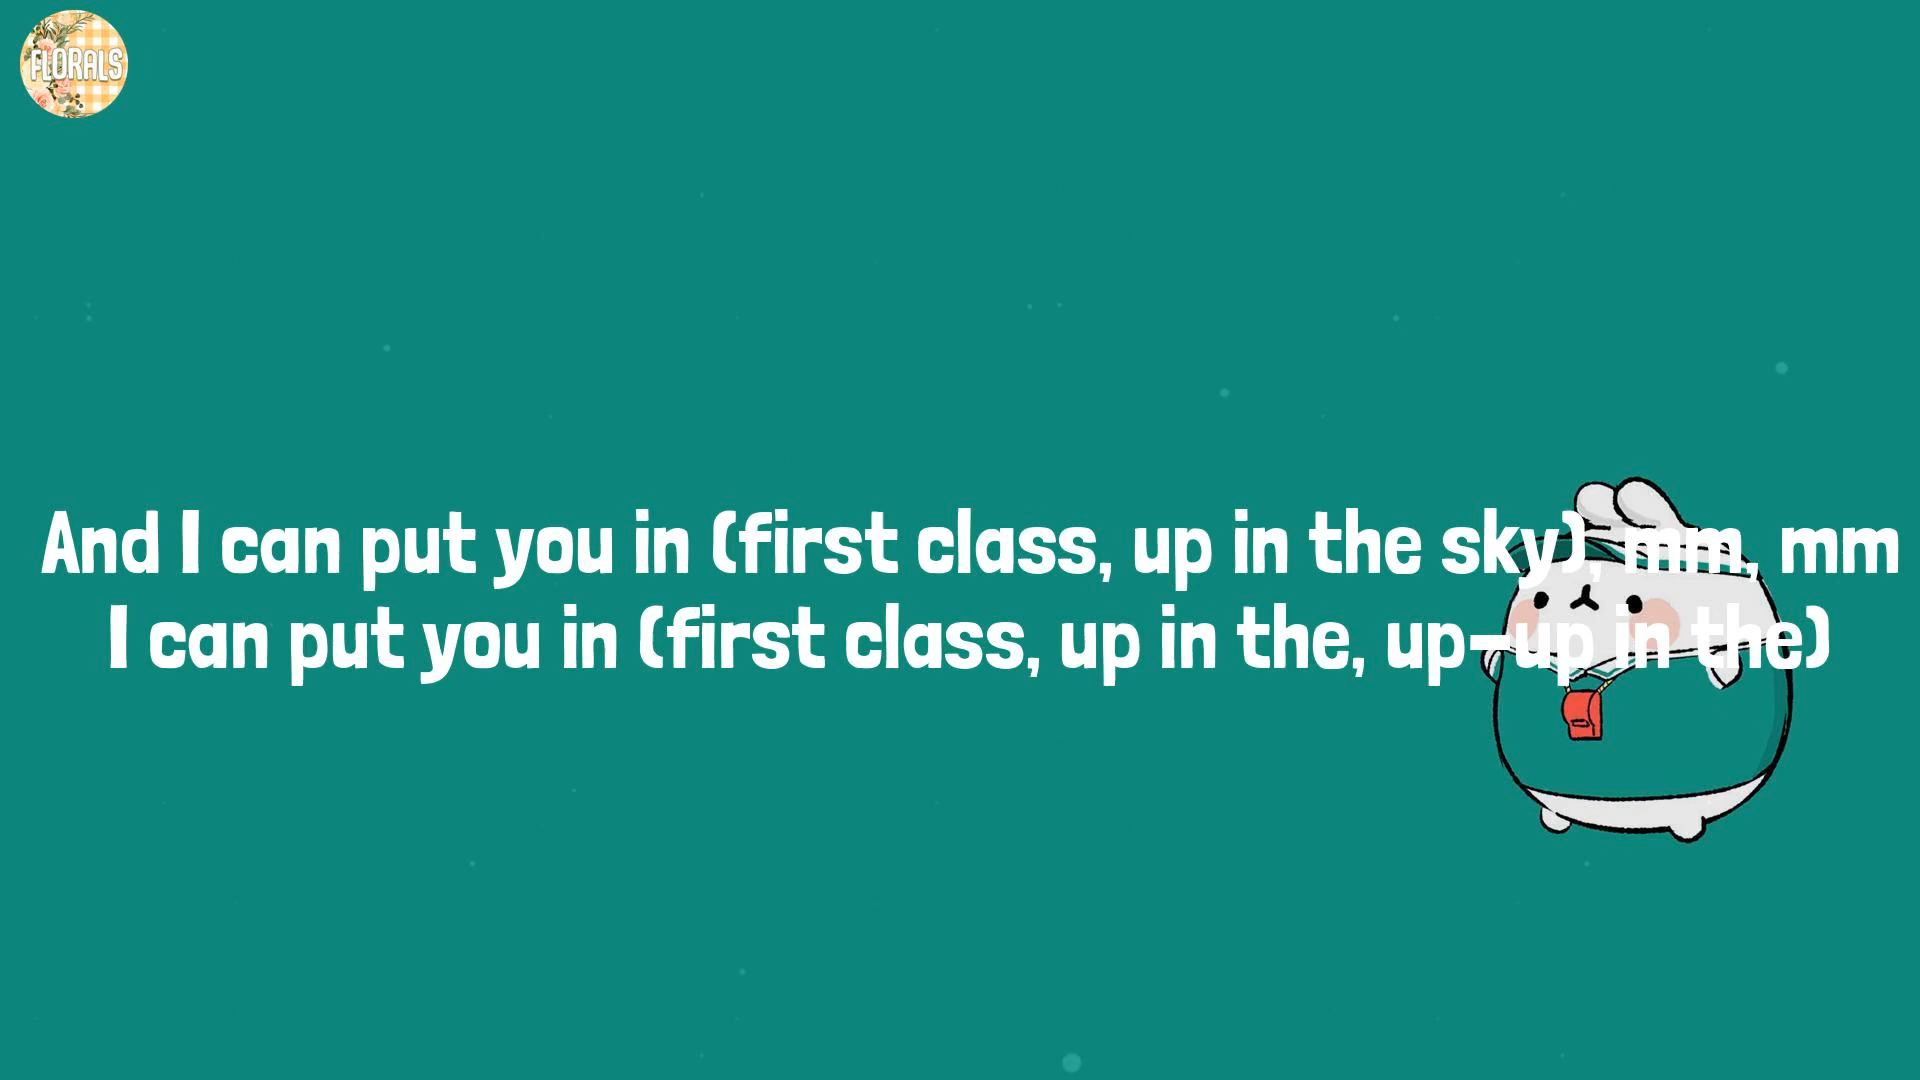 FLORALS
And I can put you in (first class, up in the sky), mm, mm
I can put you in (first class, up in the, up-up in the)